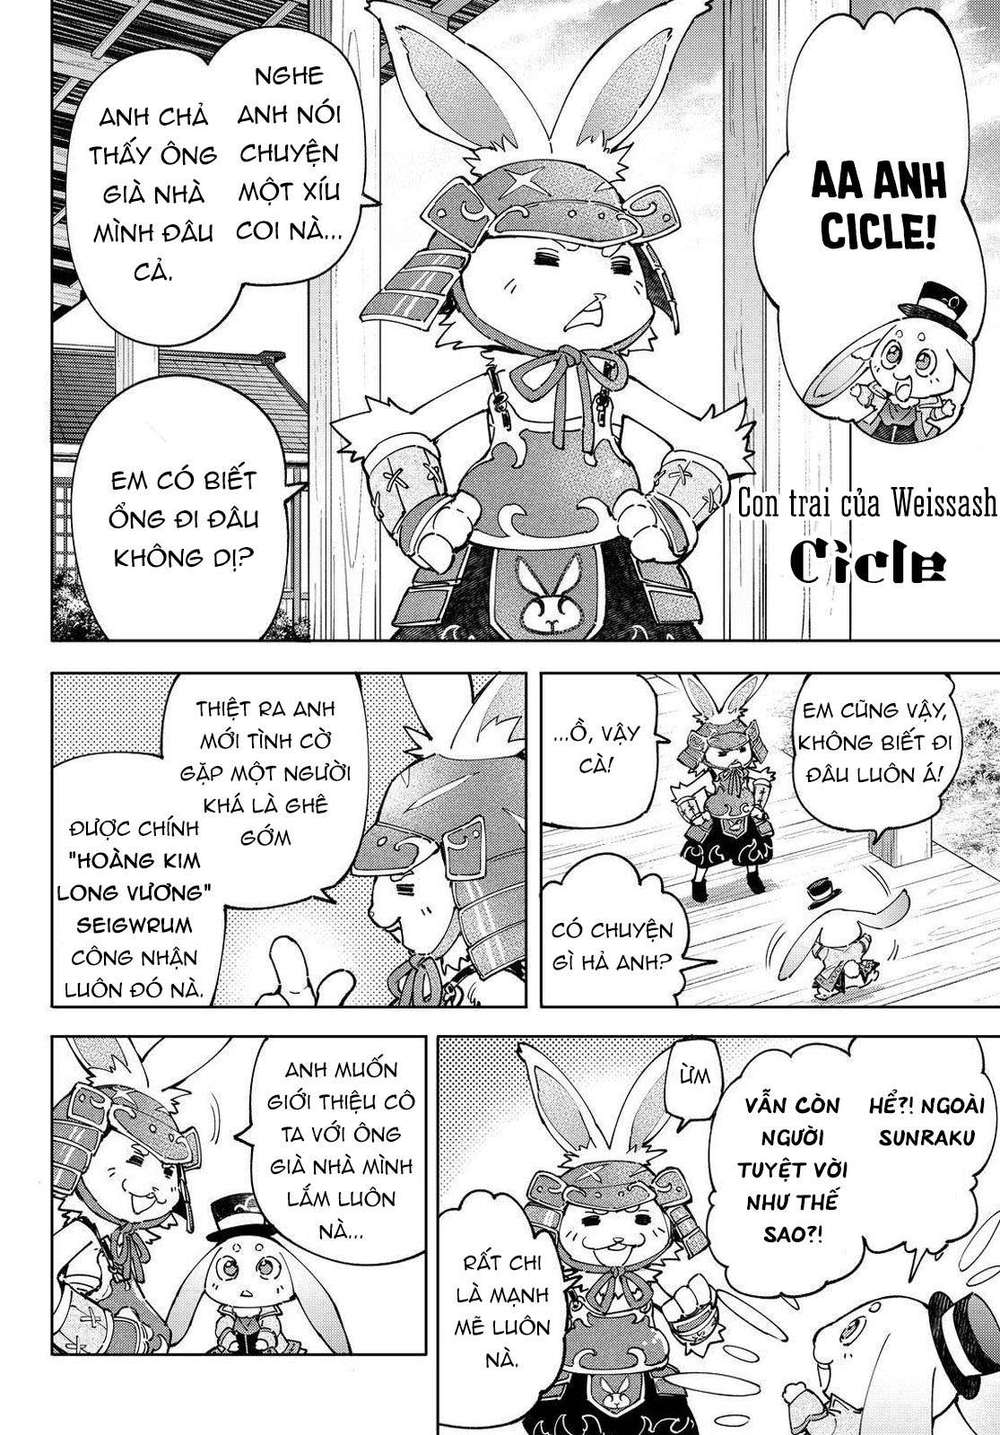 AA ANH
CICLE!
Con trai của Weissash
Cicle
NGHE
ANH NÓI
CHUYỆN
MỘT XÍU
COI NÀ...
ANH CHẢ
THẤY ÔNG
GIÀ NHÀ
MÌNH ĐÂU
CẢ.
EM CÓ BIẾT
ỔNG ĐI ĐÂU
KHÔNG DỊ?
EM CŨNG VẬY,
KHÔNG BIẾT ĐI
ĐÂU LUÔN Á!
...Ồ, VẬY
CÀ!
CÓ CHUYỆN
GÌ HẢ ANH?
THIỆT RA ANH
MỚI TÌNH CỜ
GẶP MỘT NGƯỜI
KHÁ LÀ GHÊ
GỚM
ĐƯỢC CHÍNH
"HOÀNG KIM
LONG VƯƠNG"
SEIGWRUM
CÔNG NHẬN
LUÔN ĐÓ NÀ.
HỂ?! NGOÀI
SUNRAKU
VẪN CÒN
NGƯỜI
TUYỆT VỜI
NHƯ THẾ
SAO?!
ỪM
RẤT CHI
LÀ MẠNH
MẼ LUÔN
NÀ.
ANH MUỐN
GIỚI THIỆU CÔ
TA VỚI ÔNG
GIÀ NHÀ MÌNH
LẮM LUÔN
NÀ...